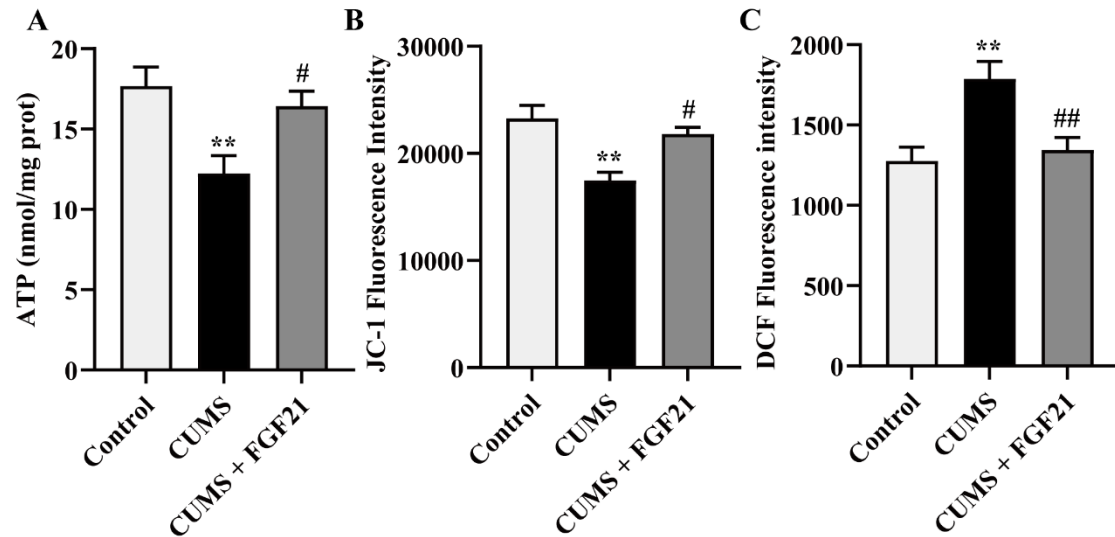 A
ATP (nmol/mg prot)
20
15
10
5
0
**
#
Control
CUMS
CUMS + FGF21
B
JC-1 Fluorescence Intensity
30000
20000
10000
0
**
#
Control
CUMS
CUMS + FGF21
C
DCF Fluorescence intensity
2000
1500
1000
500
0
**
##
Control
CUMS
CUMS + FGF21